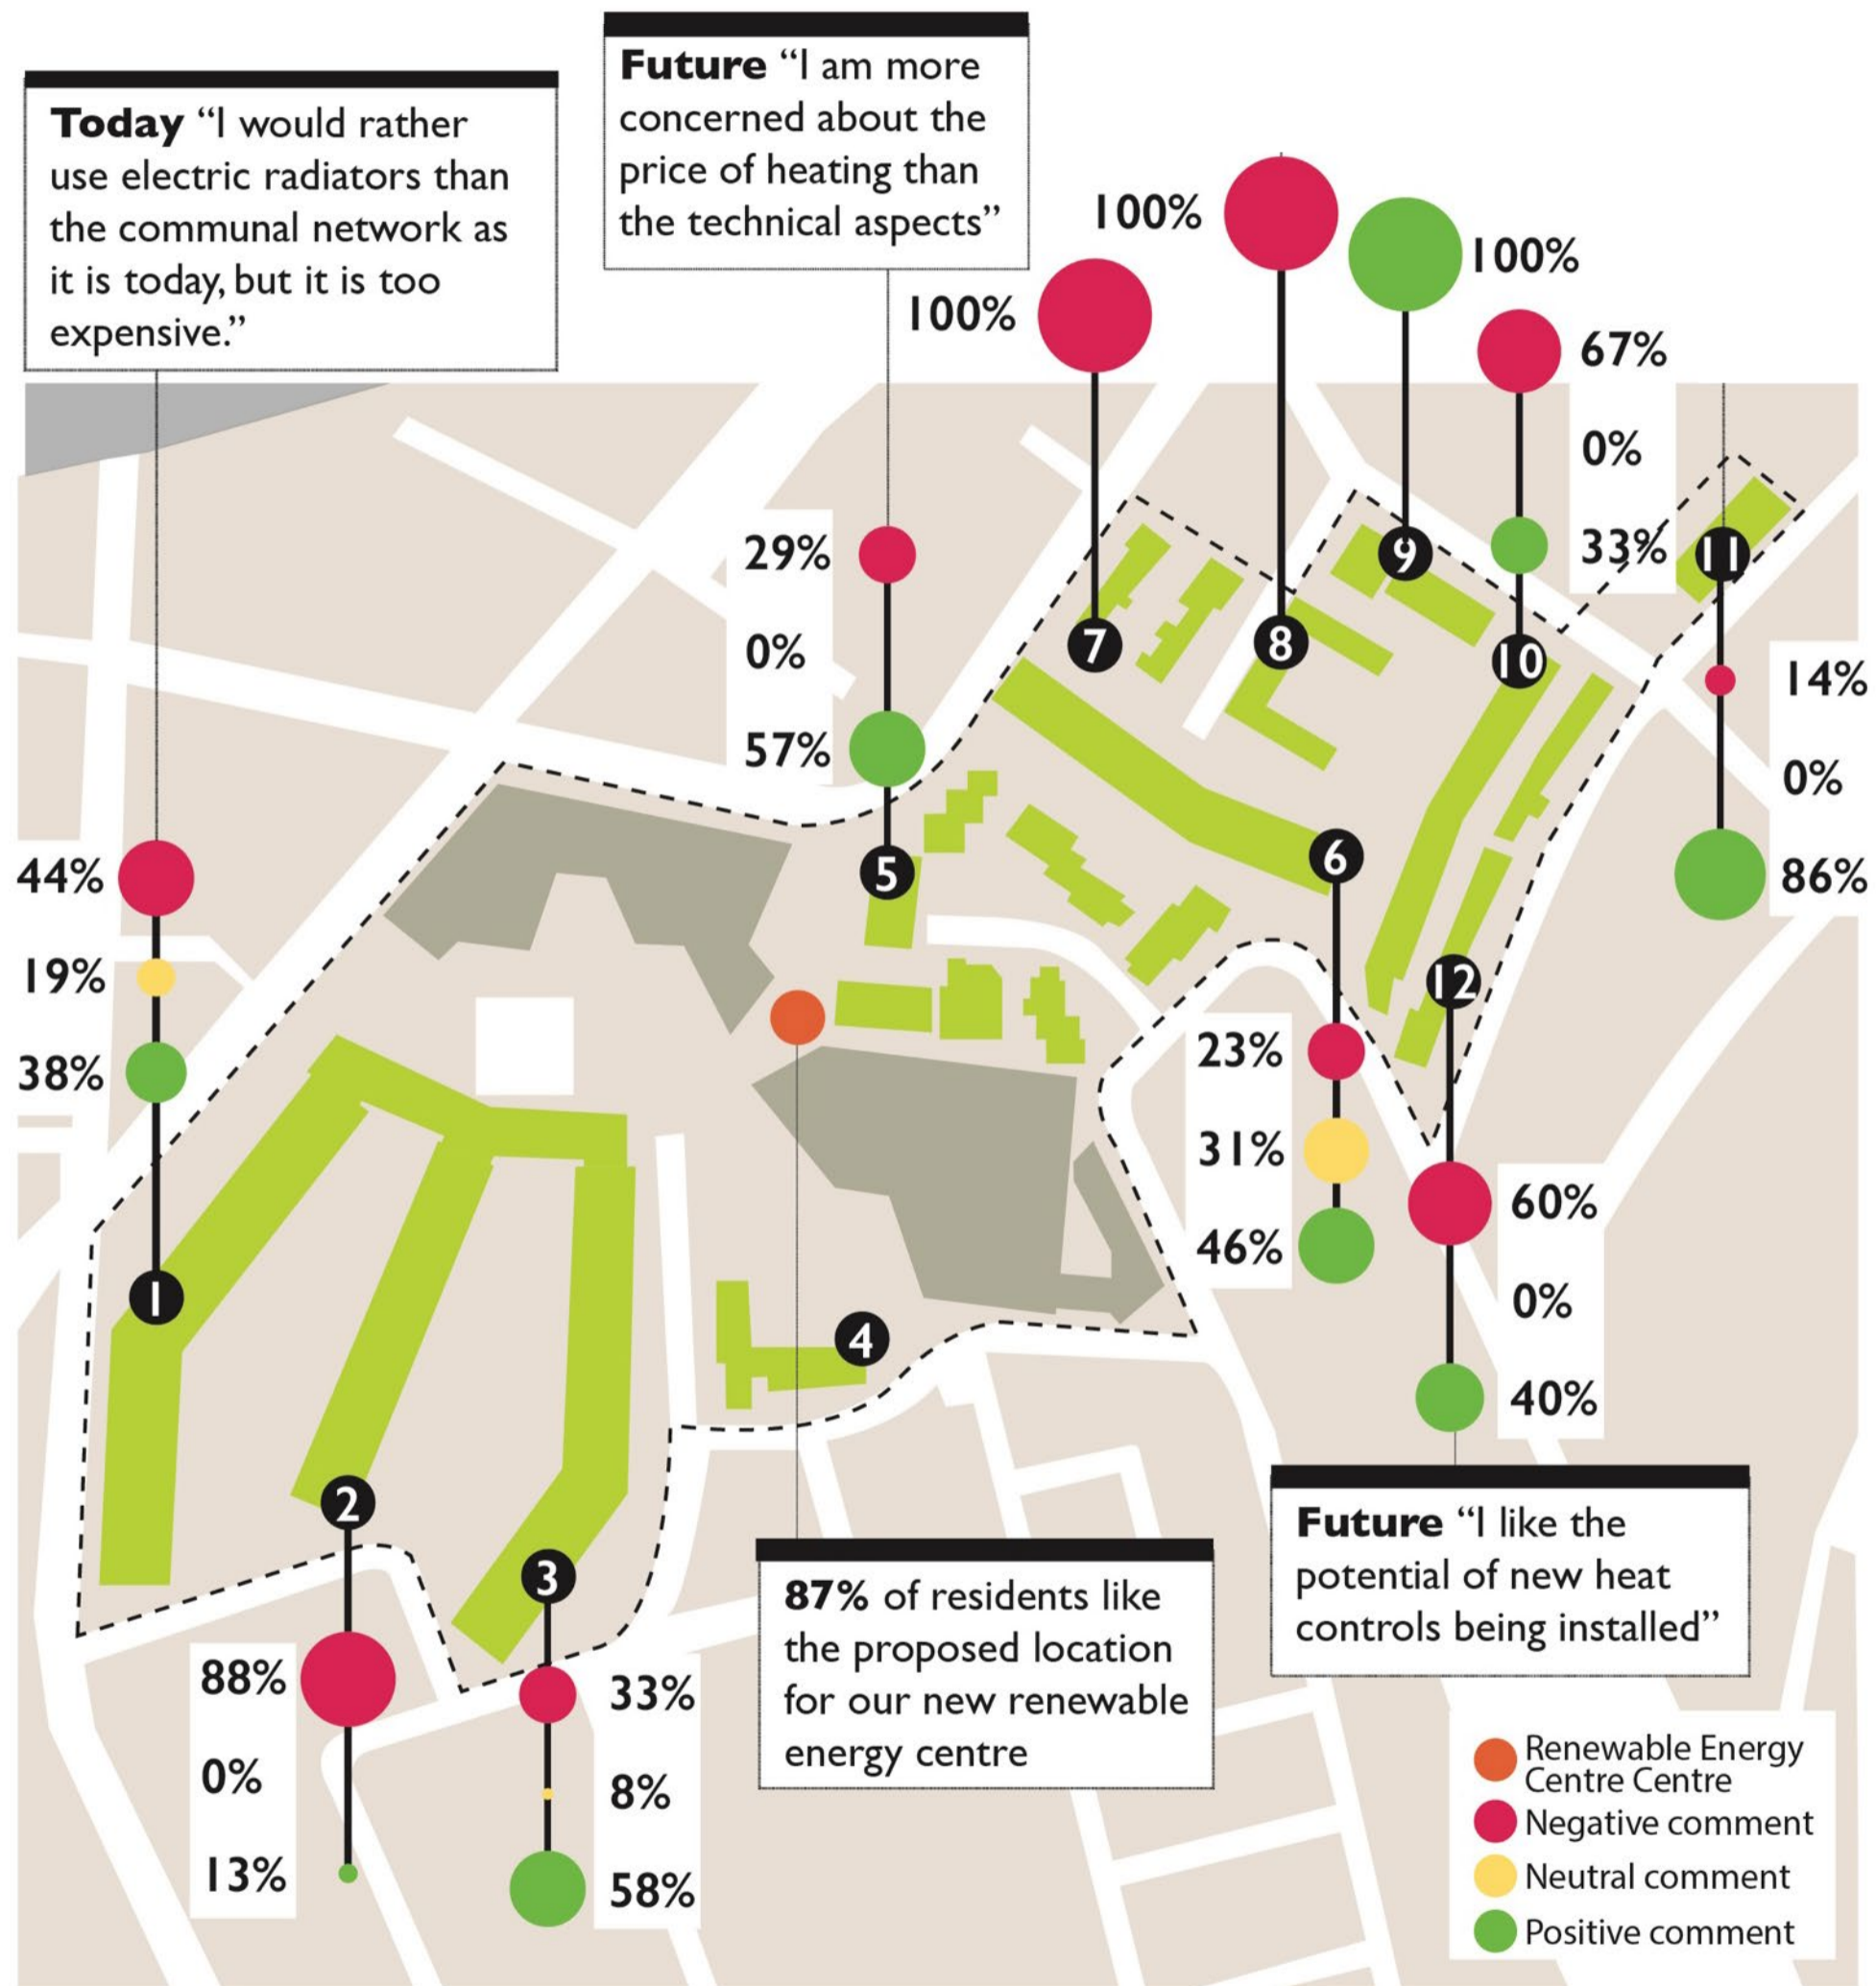 Today “I would rather
use electric radiators than
the communal network as
it is today, but it is too
expensive.”
Future “I am more
concerned about the
price of heating than
the technical aspects”
100%
100%
100%
67%
0%
33%
29%
0%
57%
7
8
9
10
11
14%
0%
86%
5
6
12
44%
19%
38%
1
23%
31%
46%
60%
0%
40%
4
2
3
88%
0%
13%
33%
8%
58%
87% of residents like
the proposed location
for our new renewable
energy centre
Future “I like the
potential of new heat
controls being installed”
Renewable Energy
Centre Centre
Negative comment
Neutral comment
Positive comment